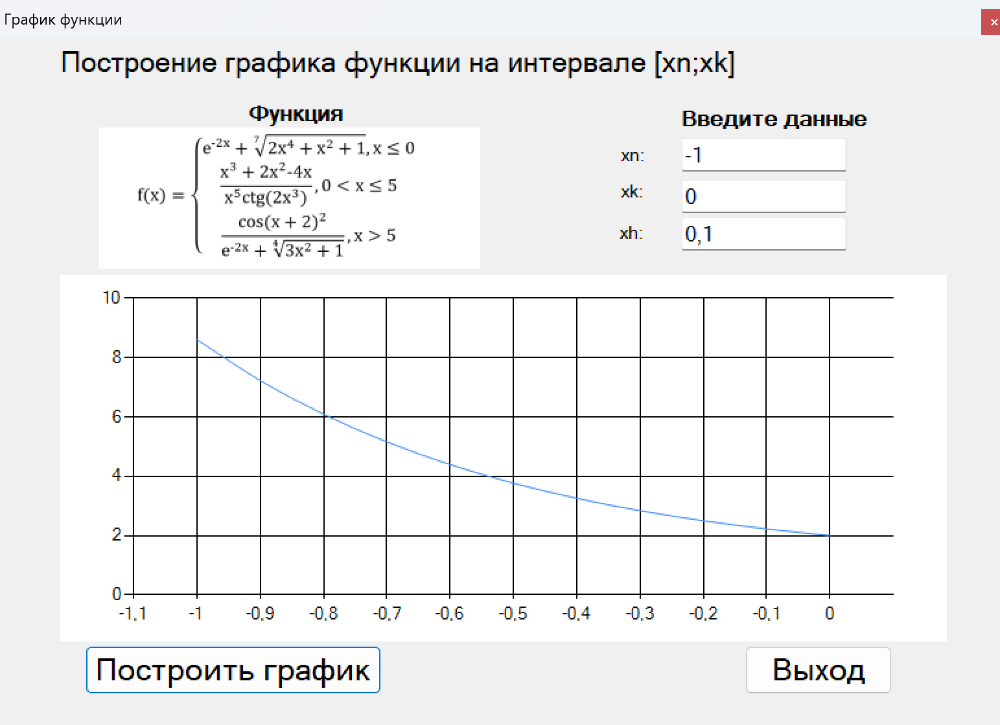 График функции
×
Построение графика функции на интервале [xn;xk]
Функция
f(x) = { e^-2x + ⁷√(2x⁴ + x² + 1), x ≤ 0
x³ + 2x²-4x / x⁵ctg(2x³) , 0 < x ≤ 5
cos(x + 2)² / e^-2x + ⁴√(3x² + 1) , x > 5
Введите данные
xn: -1
xk: 0
xh: 0,1
10
8
6
4
2
0
-1,1 -1 -0,9 -0,8 -0,7 -0,6 -0,5 -0,4 -0,3 -0,2 -0,1 0
Построить график
Выход